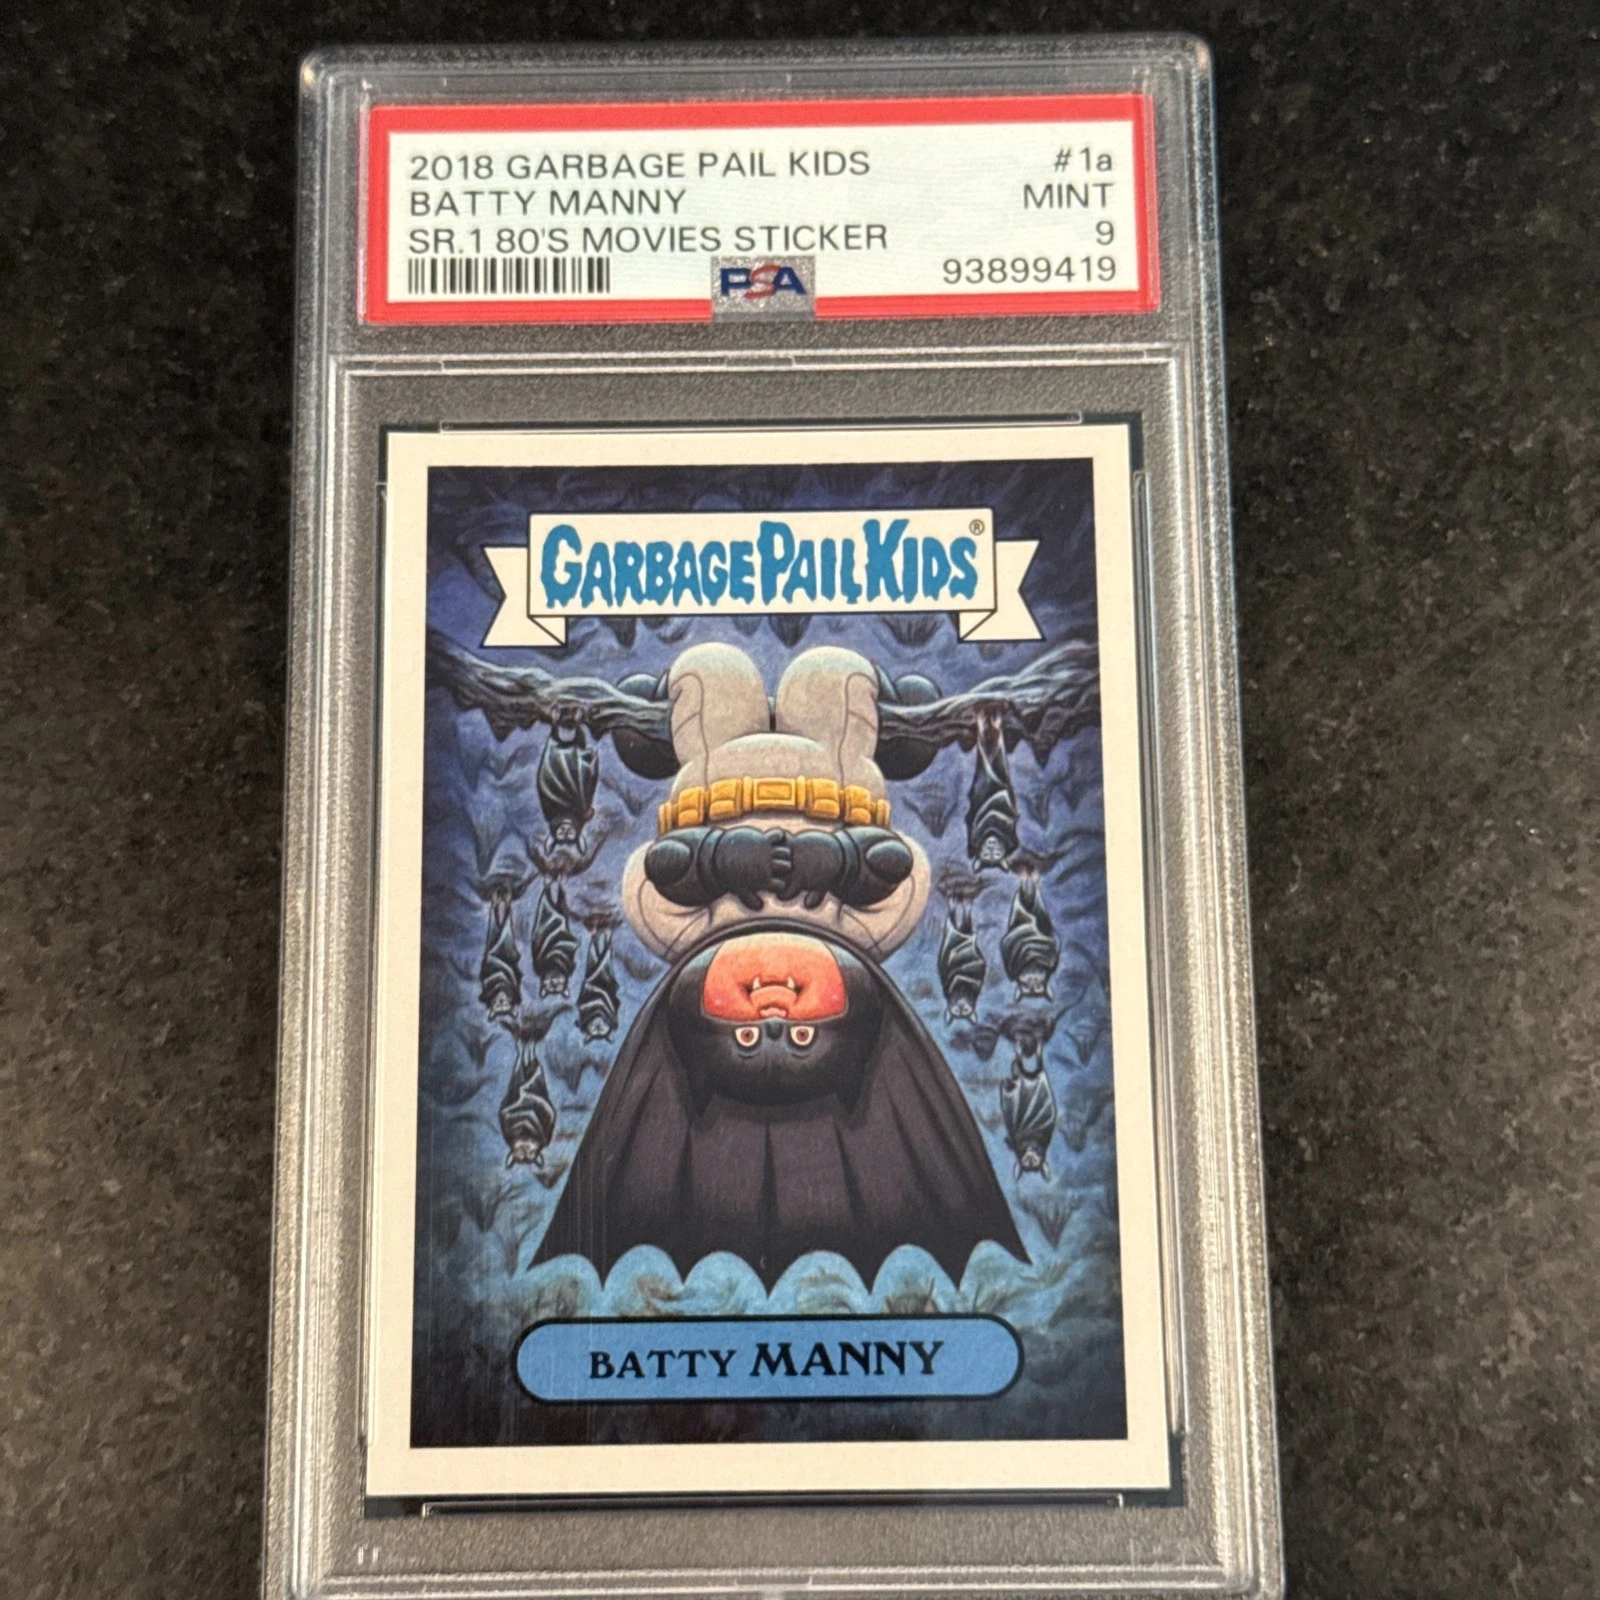 2018 GARBAGE PAIL KIDS #1a
BATTY MANNY MINT
SR.1 80'S MOVIES STICKER 9
PSA 93899419
GARBAGE PAIL KIDS®
BATTY MANNY